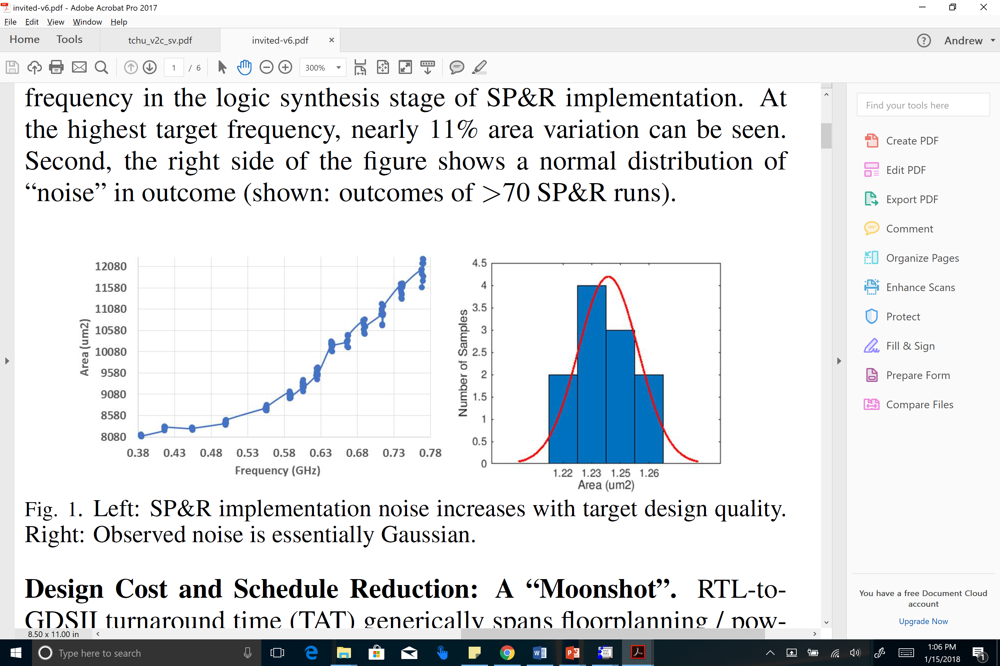 invited-v6.pdf - Adobe Acrobat Pro 2017
File Edit View Window Help
Home Tools tchu_v2c_sv.pdf invited-v6.pdf Andrew
1 / 6 300%
frequency in the logic synthesis stage of SP&R implementation. At
the highest target frequency, nearly 11% area variation can be seen.
Second, the right side of the figure shows a normal distribution of
“noise” in outcome (shown: outcomes of >70 SP&R runs).
Area (um2)
12080
11580
11080
10580
10080
9580
9080
8580
8080
0.38 0.43 0.48 0.53 0.58 0.63 0.68 0.73 0.78
Frequency (GHz)
Number of Samples
4.5
4
3.5
3
2.5
2
1.5
1
0.5
0
1.22 1.23 1.25 1.26
Area (um2)
Fig. 1. Left: SP&R implementation noise increases with target design quality.
Right: Observed noise is essentially Gaussian.
Design Cost and Schedule Reduction: A “Moonshot”. RTL-to-
GDSII turnaround time (TAT) generically spans floorplanning / pow-
8.50 x 11.00 in
Find your tools here
Create PDF
Edit PDF
Export PDF
Comment
Organize Pages
Enhance Scans
Protect
Fill & Sign
Prepare Form
Compare Files
You have a free Document Cloud
account
Upgrade Now
Type here to search
1:06 PM
1/15/2018
1